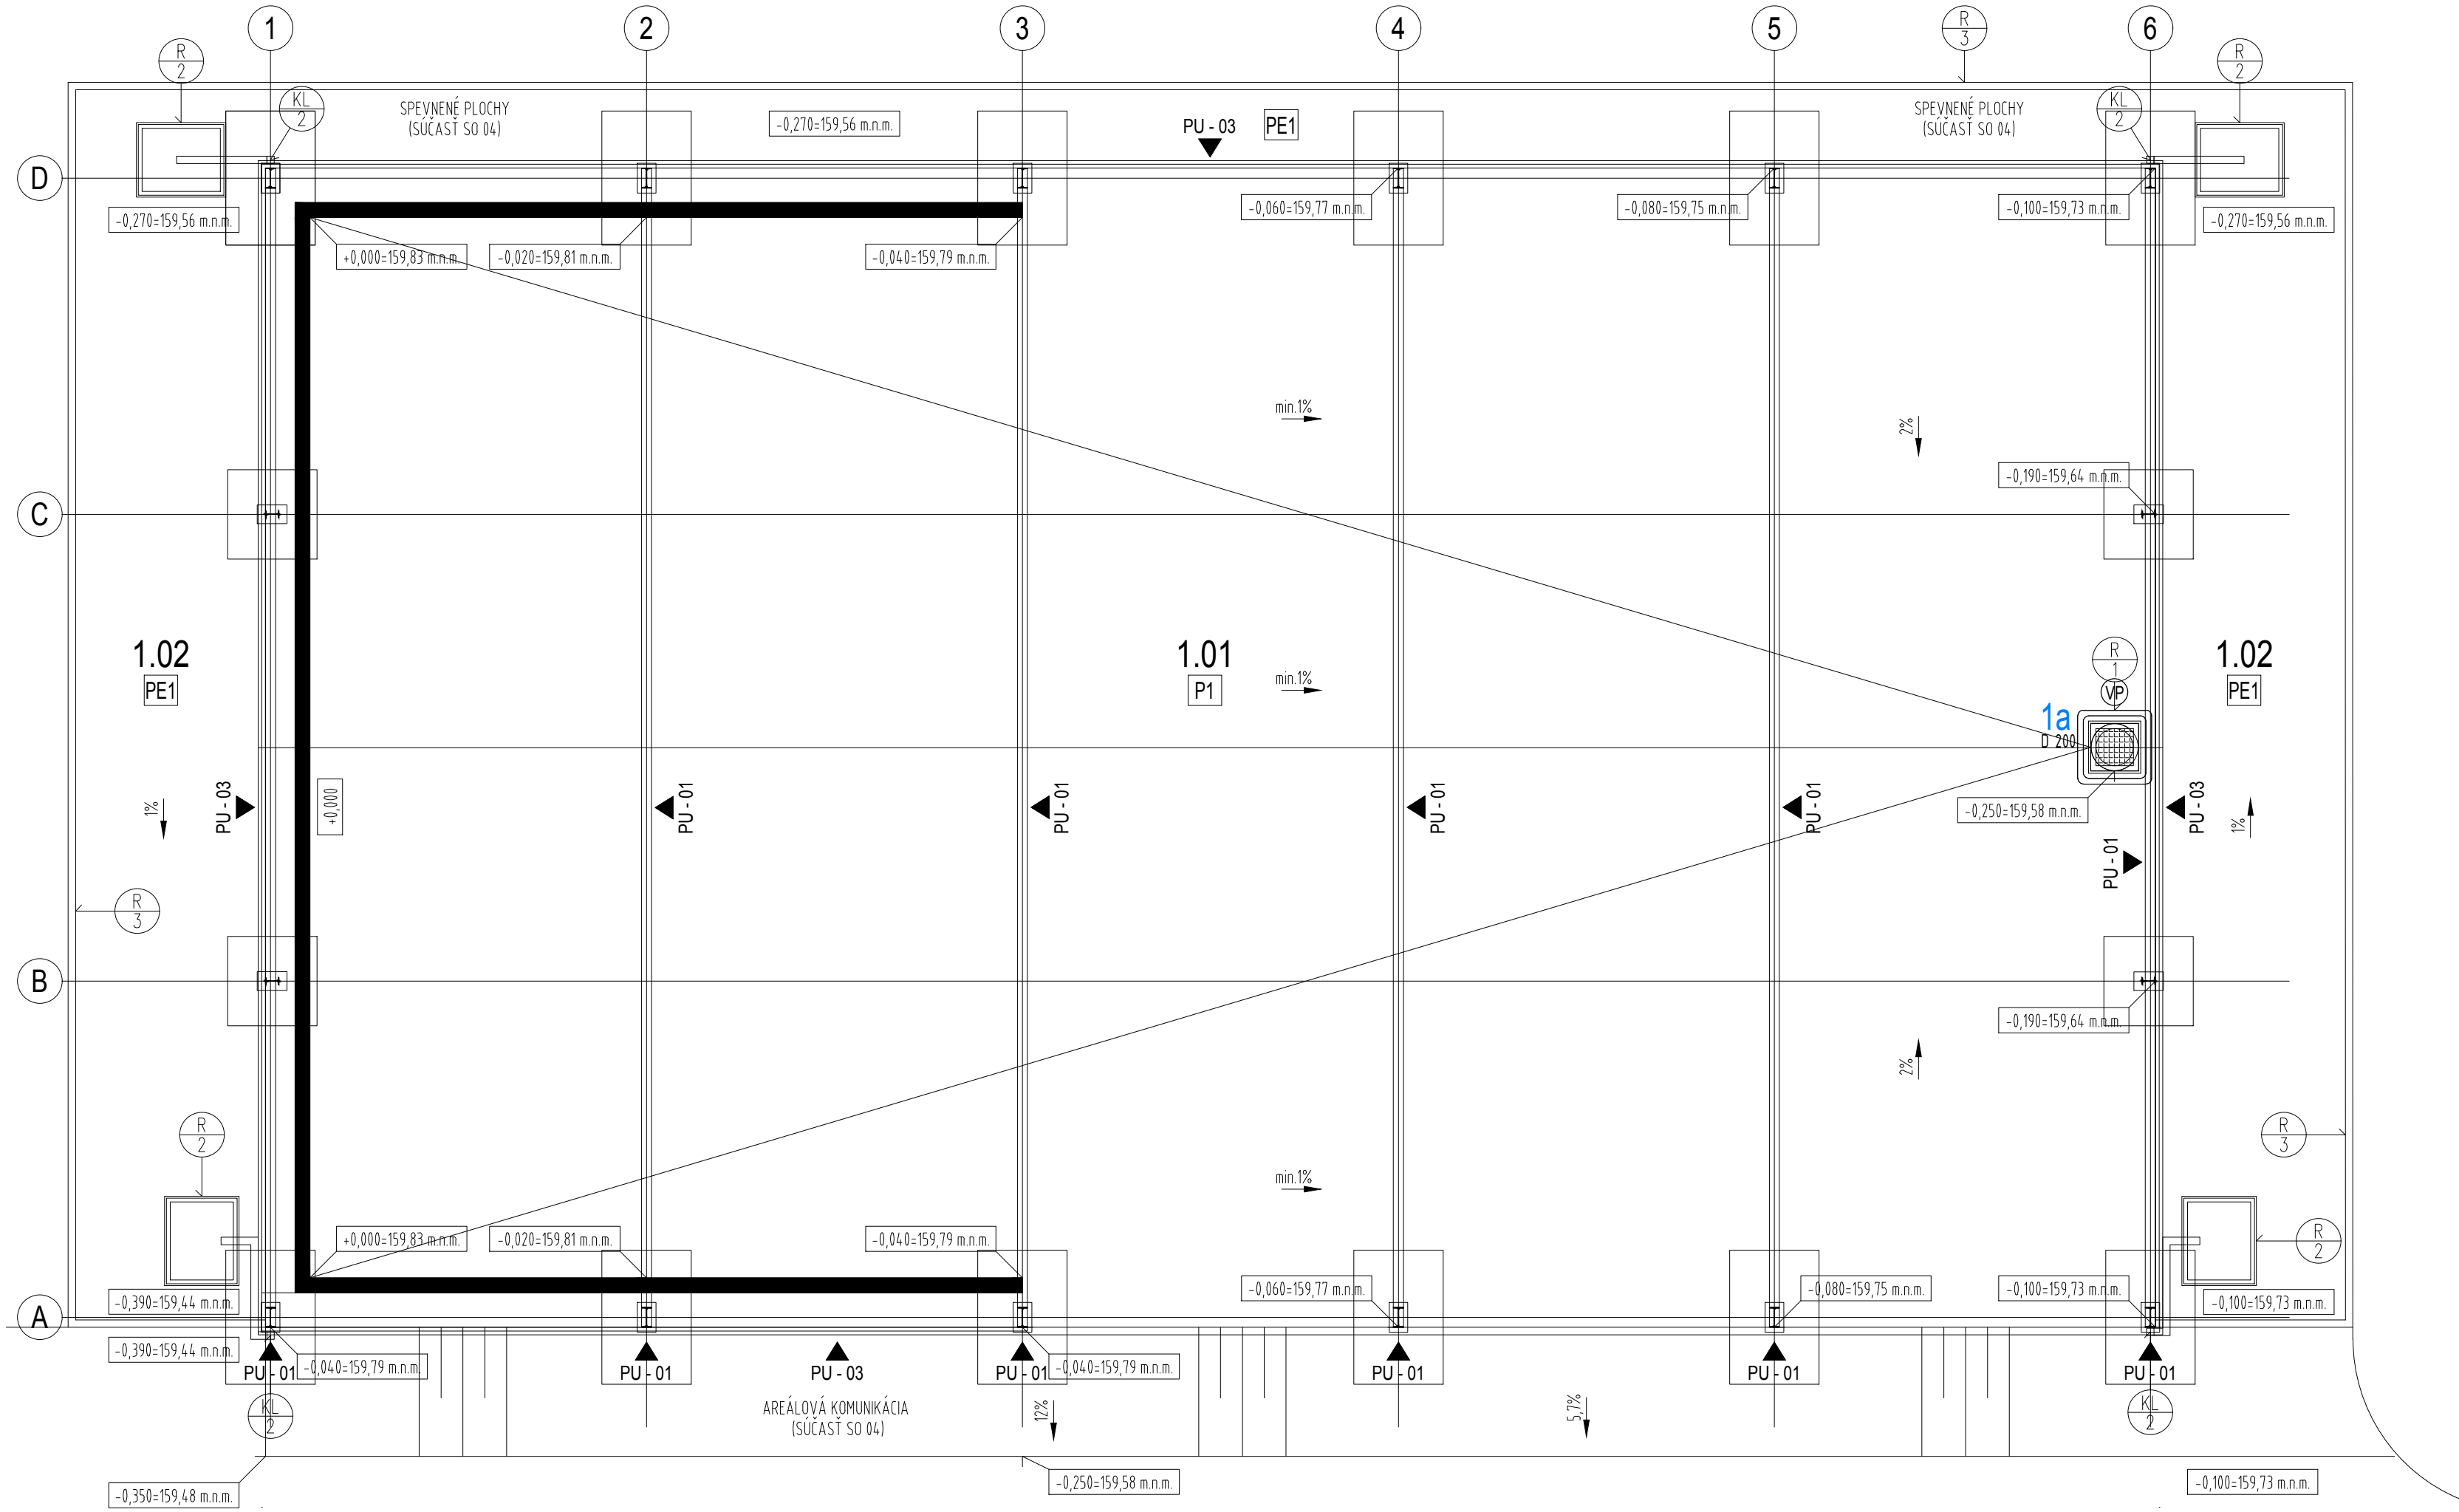 1
2
3
4
5
6
R
3
R
2
R
2
KL
2
KL
2
SPEVNENÉ PLOCHY
(SÚČASŤ SO 04)
-0,270=159,56 m.n.m.
PU - 03
PE1
SPEVNENÉ PLOCHY
(SÚČASŤ SO 04)
D
-0,270=159,56 m.n.m.
-0,060=159,77 m.n.m.
-0,080=159,75 m.n.m.
-0,100=159,73 m.n.m.
-0,270=159,56 m.n.m.
+0,000=159,83 m.n.m.
-0,020=159,81 m.n.m.
-0,040=159,79 m.n.m.
min.1%
2%
-0,190=159,64 m.n.m.
C
1.02
PE1
1.01
P1
min.1%
R
1
VP
1.02
PE1
1a
D 200
1%
PU - 03
+0,000
PU - 01
PU - 01
PU - 01
PU - 01
-0,250=159,58 m.n.m.
PU - 03
1%
PU - 01
R
3
B
-0,190=159,64 m.n.m.
2%
R
2
R
3
min.1%
+0,000=159,83 m.n.m.
-0,020=159,81 m.n.m.
-0,040=159,79 m.n.m.
R
2
-0,060=159,77 m.n.m.
-0,080=159,75 m.n.m.
-0,100=159,73 m.n.m.
-0,390=159,44 m.n.m.
-0,100=159,73 m.n.m.
A
-0,390=159,44 m.n.m.
-0,040=159,79 m.n.m.
-0,040=159,79 m.n.m.
PU - 01
PU - 01
PU - 03
PU - 01
PU - 01
PU - 01
PU - 01
KL
2
AREÁLOVÁ KOMUNIKÁCIA
(SÚČASŤ SO 04)
12%
5,7%
KL
2
-0,350=159,48 m.n.m.
-0,250=159,58 m.n.m.
-0,100=159,73 m.n.m.